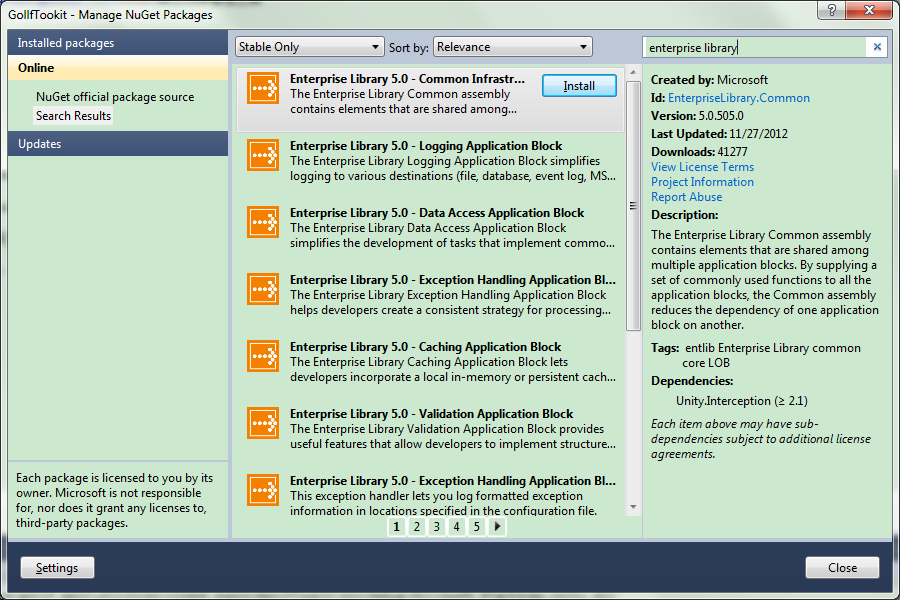 GolfTookit - Manage NuGet Packages
Installed packages
Online
NuGet official package source
Search Results
Updates
Each package is licensed to you by its
owner. Microsoft is not responsible
for, nor does it grant any licenses to,
third-party packages.
Stable Only
Sort by:
Relevance
Enterprise Library 5.0 - Common Infrastr...
The Enterprise Library Common assembly
contains elements that are shared among...
Install
Enterprise Library 5.0 - Logging Application Block
The Enterprise Library Logging Application Block simplifies
logging to various destinations (file, database, event log, MS...
Enterprise Library 5.0 - Data Access Application Block
The Enterprise Library Data Access Application Block
simplifies the development of tasks that implement commo...
Enterprise Library 5.0 - Exception Handling Application Bl...
The Enterprise Library Exception Handling Application Block
helps developers create a consistent strategy for processing...
Enterprise Library 5.0 - Caching Application Block
The Enterprise Library Caching Application Block lets
developers incorporate a local in-memory or persistent cach...
Enterprise Library 5.0 - Validation Application Block
The Enterprise Library Validation Application Block provides
useful features that allow developers to implement structure...
Enterprise Library 5.0 - Exception Handling Application Bl...
This exception handler lets you log formatted exception
information in locations specified in the configuration file.
1 2 3 4 5
enterprise library
Created by: Microsoft
Id: EnterpriseLibrary.Common
Version: 5.0.505.0
Last Updated: 11/27/2012
Downloads: 41277
View License Terms
Project Information
Report Abuse
Description:
The Enterprise Library Common assembly
contains elements that are shared among
multiple application blocks. By supplying a
set of commonly used functions to all the
application blocks, the Common assembly
reduces the dependency of one application
block on another.
Tags: entlib Enterprise Library common
core LOB
Dependencies:
Unity.Interception (≥ 2.1)
Each item above may have sub-
dependencies subject to additional license
agreements.
Settings
Close